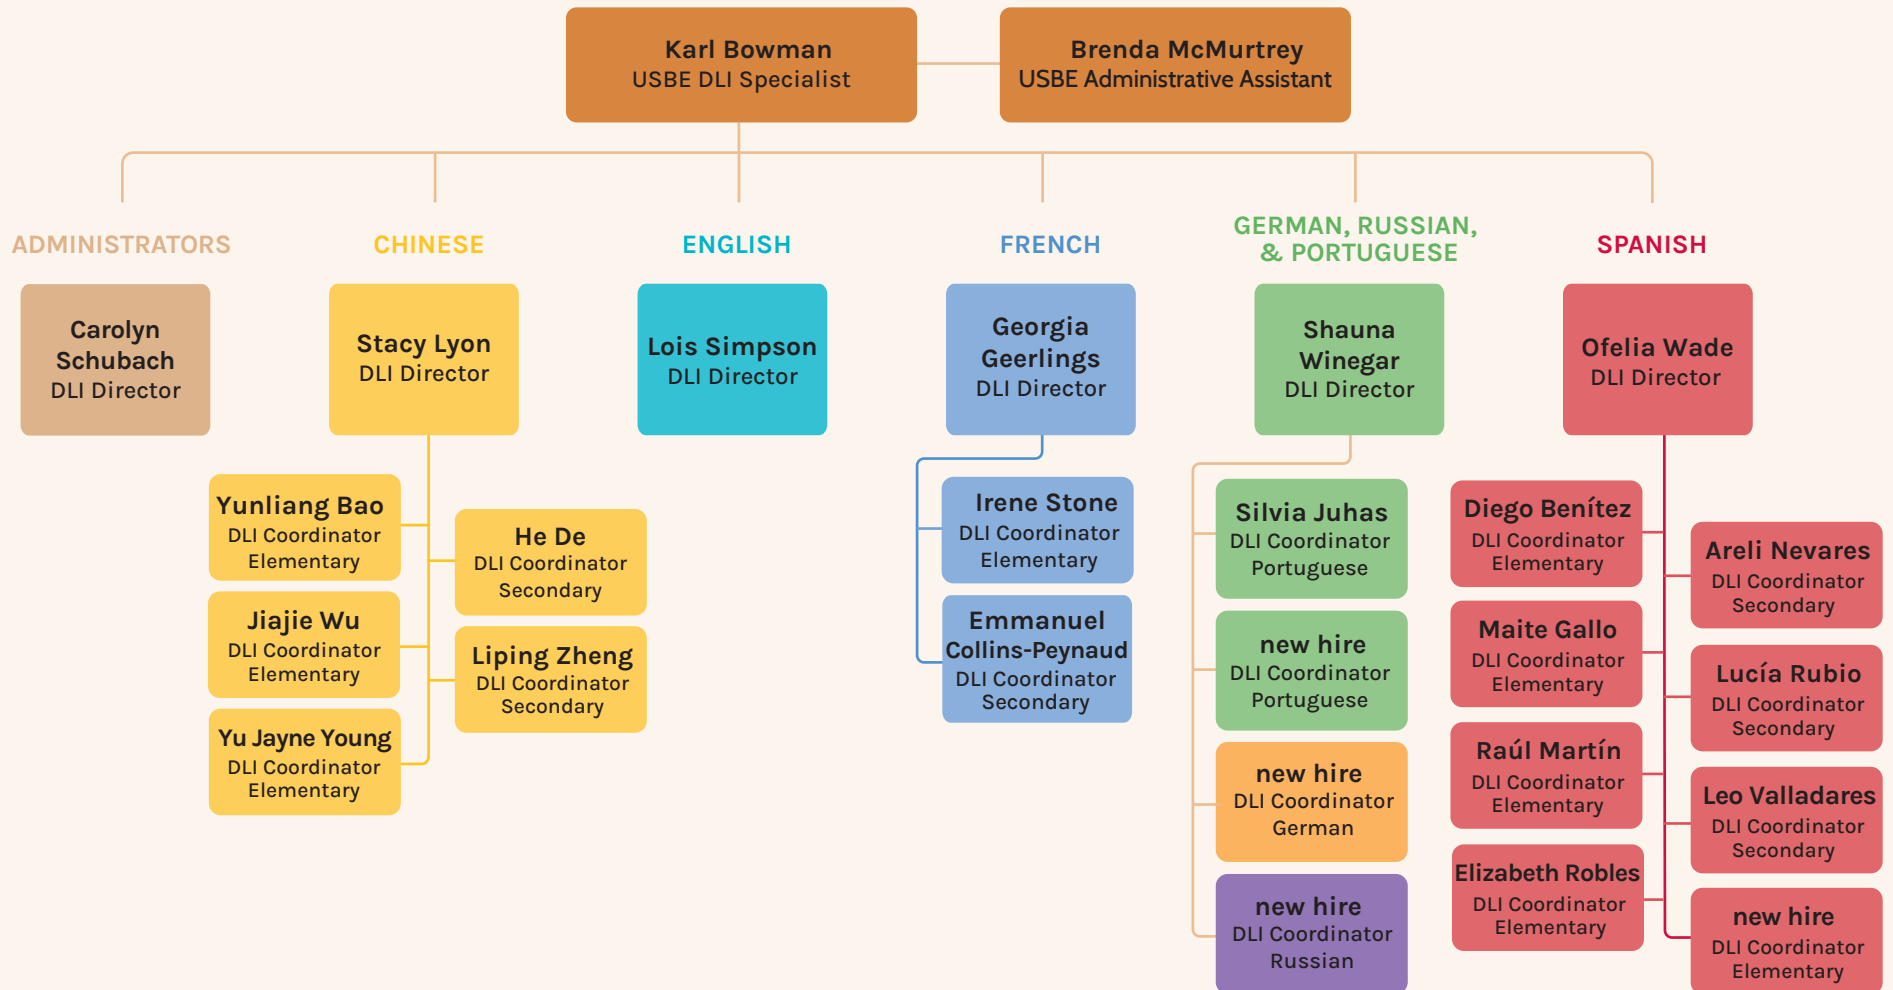 Karl Bowman
USBE DLI Specialist
Brenda McMurtrey
USBE Administrative Assistant
ADMINISTRATORS
CHINESE
ENGLISH
FRENCH
GERMAN, RUSSIAN,
& PORTUGUESE
SPANISH
Carolyn
Schubach
DLI Director
Stacy Lyon
DLI Director
Lois Simpson
DLI Director
Georgia
Geerlings
DLI Director
Shauna
Winegar
DLI Director
Ofelia Wade
DLI Director
Yunliang Bao
DLI Coordinator
Elementary
Jiajie Wu
DLI Coordinator
Elementary
Yu Jayne Young
DLI Coordinator
Elementary
He De
DLI Coordinator
Secondary
Liping Zheng
DLI Coordinator
Secondary
Irene Stone
DLI Coordinator
Elementary
Emmanuel
Collins-Peynaud
DLI Coordinator
Secondary
Silvia Juhas
DLI Coordinator
Portuguese
new hire
DLI Coordinator
Portuguese
new hire
DLI Coordinator
German
new hire
DLI Coordinator
Russian
Diego Benítez
DLI Coordinator
Elementary
Maite Gallo
DLI Coordinator
Elementary
Raúl Martín
DLI Coordinator
Elementary
Elizabeth Robles
DLI Coordinator
Elementary
Areli Nevares
DLI Coordinator
Secondary
Lucía Rubio
DLI Coordinator
Secondary
Leo Valladares
DLI Coordinator
Secondary
new hire
DLI Coordinator
Elementary